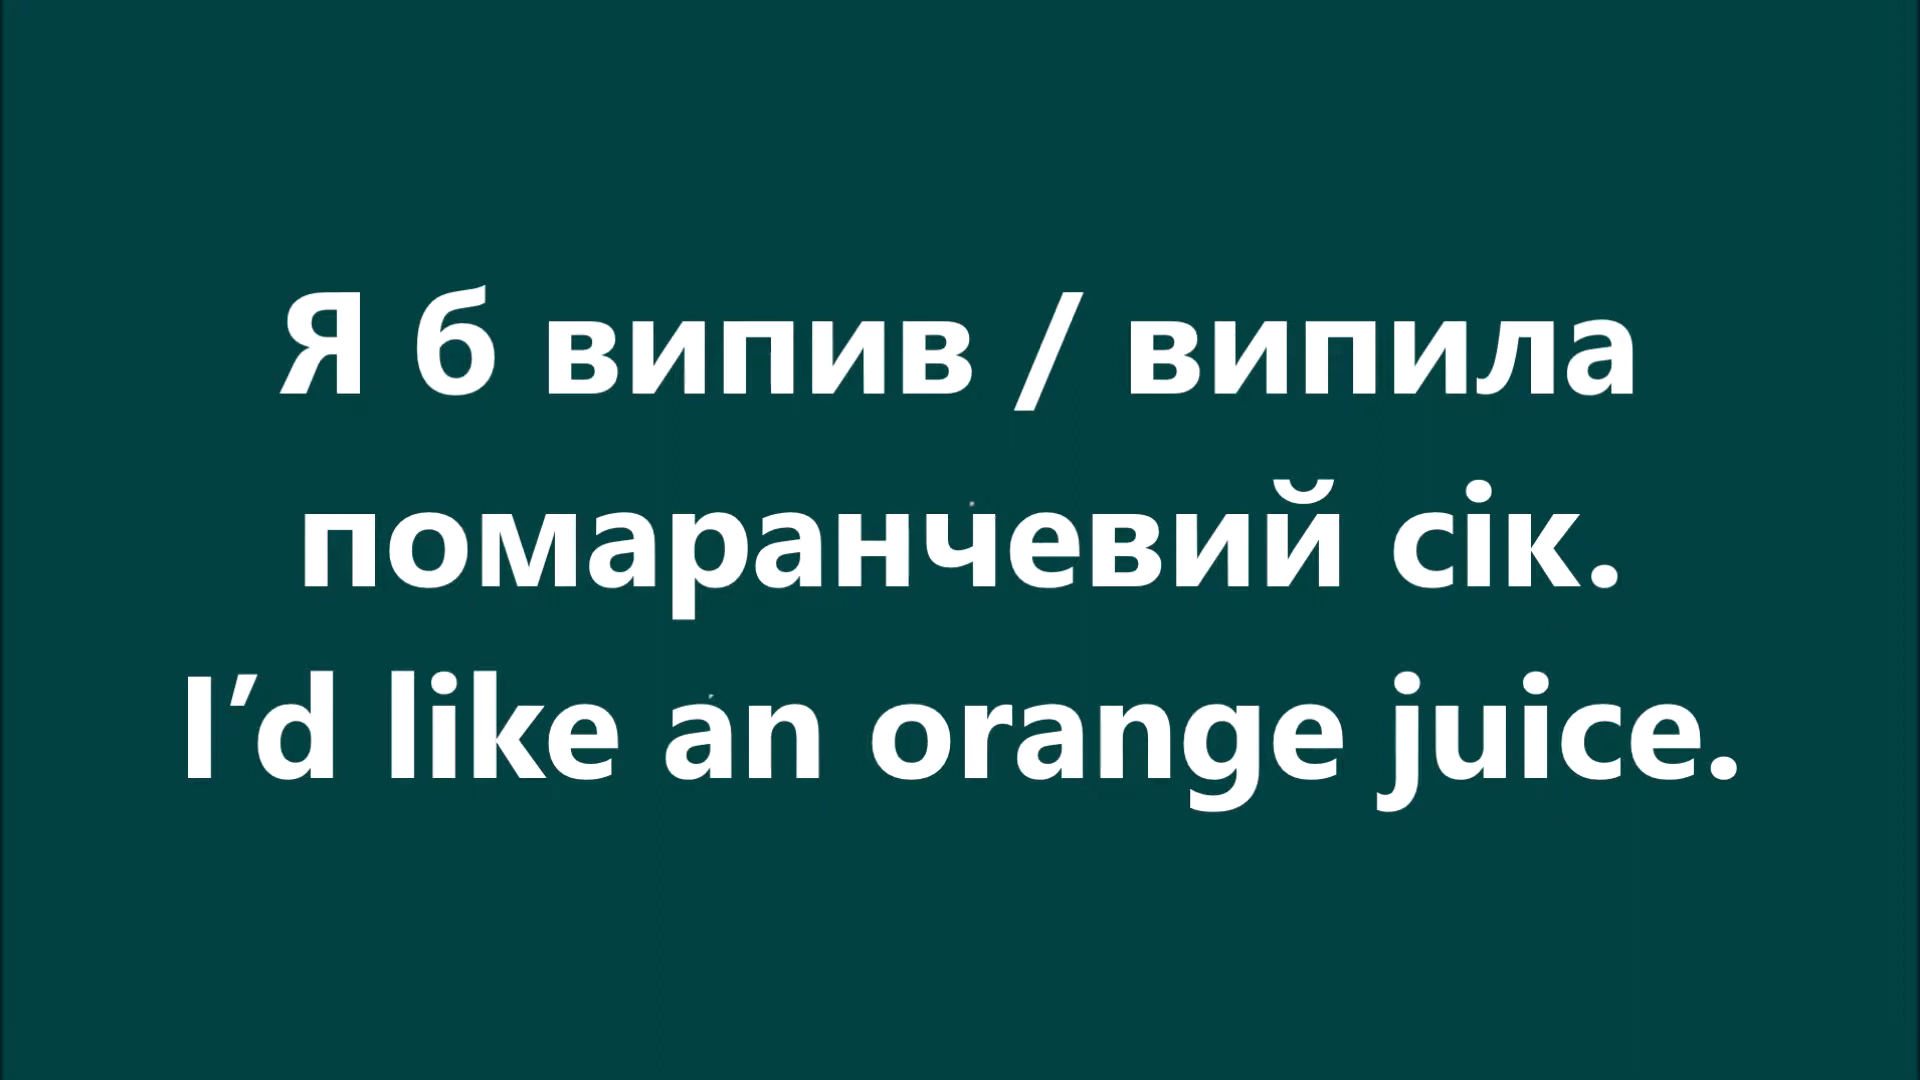 Я б випив / випила
помаранчевий сік.
I’d like an orange juice.